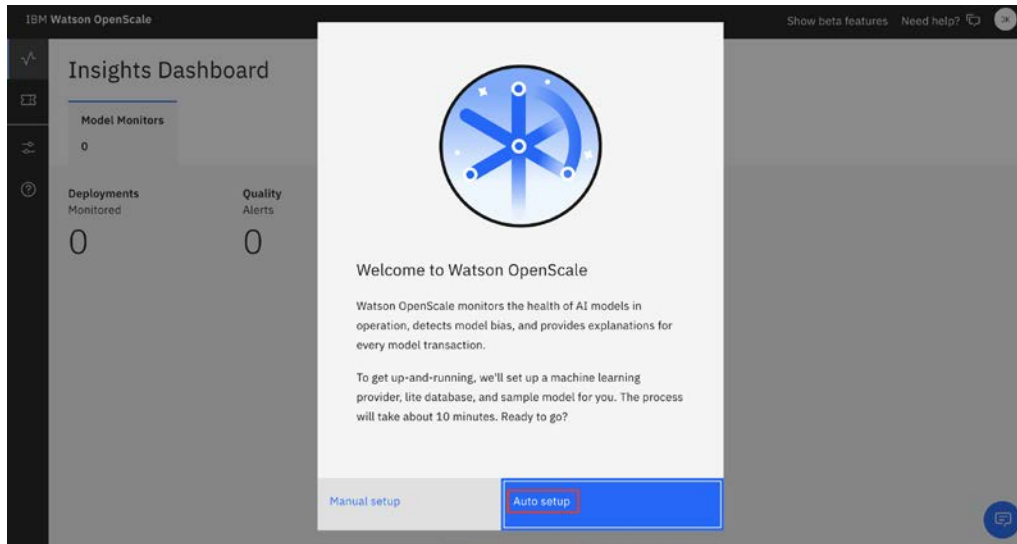 IBM Watson OpenScale
Show beta features Need help?
JK
Insights Dashboard
Model Monitors
0
Deployments
Monitored
0
Quality
Alerts
0
Welcome to Watson OpenScale
Watson OpenScale monitors the health of AI models in
operation, detects model bias, and provides explanations for
every model transaction.
To get up-and-running, we'll set up a machine learning
provider, lite database, and sample model for you. The process
will take about 10 minutes. Ready to go?
Manual setup
Auto setup